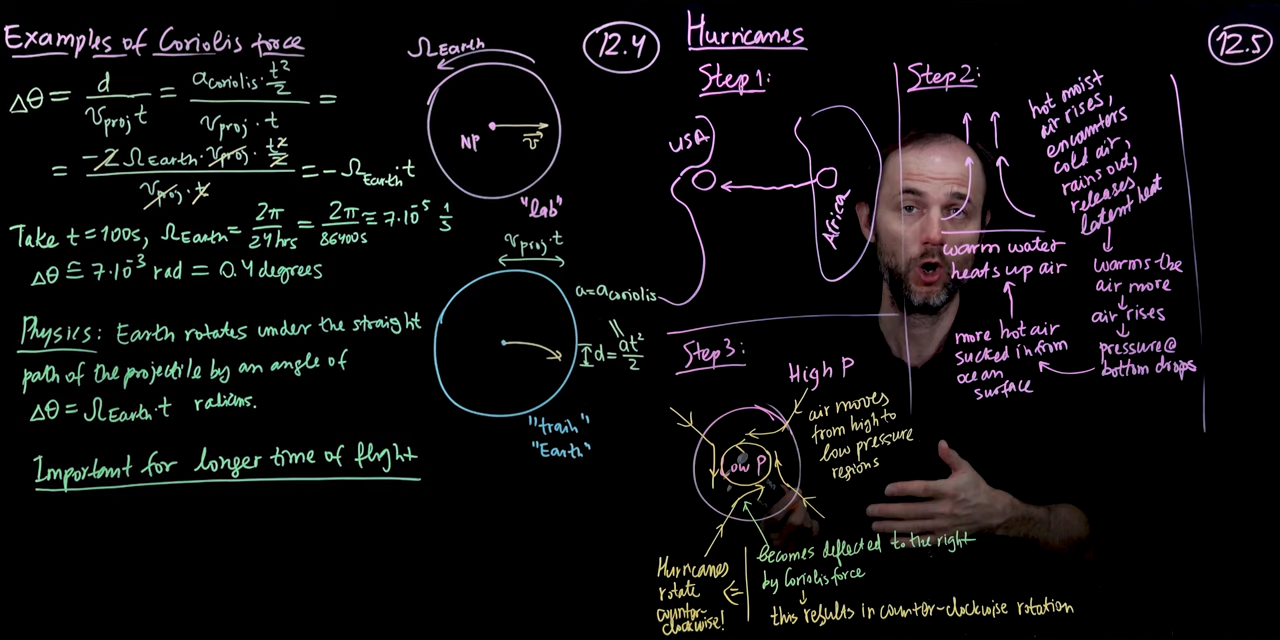 Examples of Coriolis force
Δθ = d / (v_proj t) = (a_coriolis · t²/2) / (v_proj · t) =
= (-2 Ω_Earth · v_proj · t²/2) / (v_proj · t) = - Ω_Earth · t
Take t = 100s, Ω_Earth = 2π / 24hrs = 2π / 86400s ≅ 7·10⁻⁵ 1/s
Δθ ≅ 7·10⁻³ rad = 0.4 degrees
Physics: Earth rotates under the straight
path of the projectile by an angle of
Δθ = Ω_Earth · t radians.
Important for longer time of flight
Ω_Earth
NP
v⃗
"lab"
v_proj · t
a = a_coriolis
d = at²/2
"train"
"Earth"
12.4
Hurricanes
12.5
Step 1:
USA
Africa
Step 2:
hot moist
air rises,
encounters
cold air,
rains out,
releases
latent heat
warms the
air more
air rises
pressure @
bottom drops
more hot air
sucked in from
ocean
surface
warm water
heats up air
Step 3:
High P
Low P
air moves
from high to
low pressure
regions
becomes deflected to the right
by Coriolis force
this results in counter-clockwise rotation
⇐
Hurricanes
rotate
counter-
clockwise!